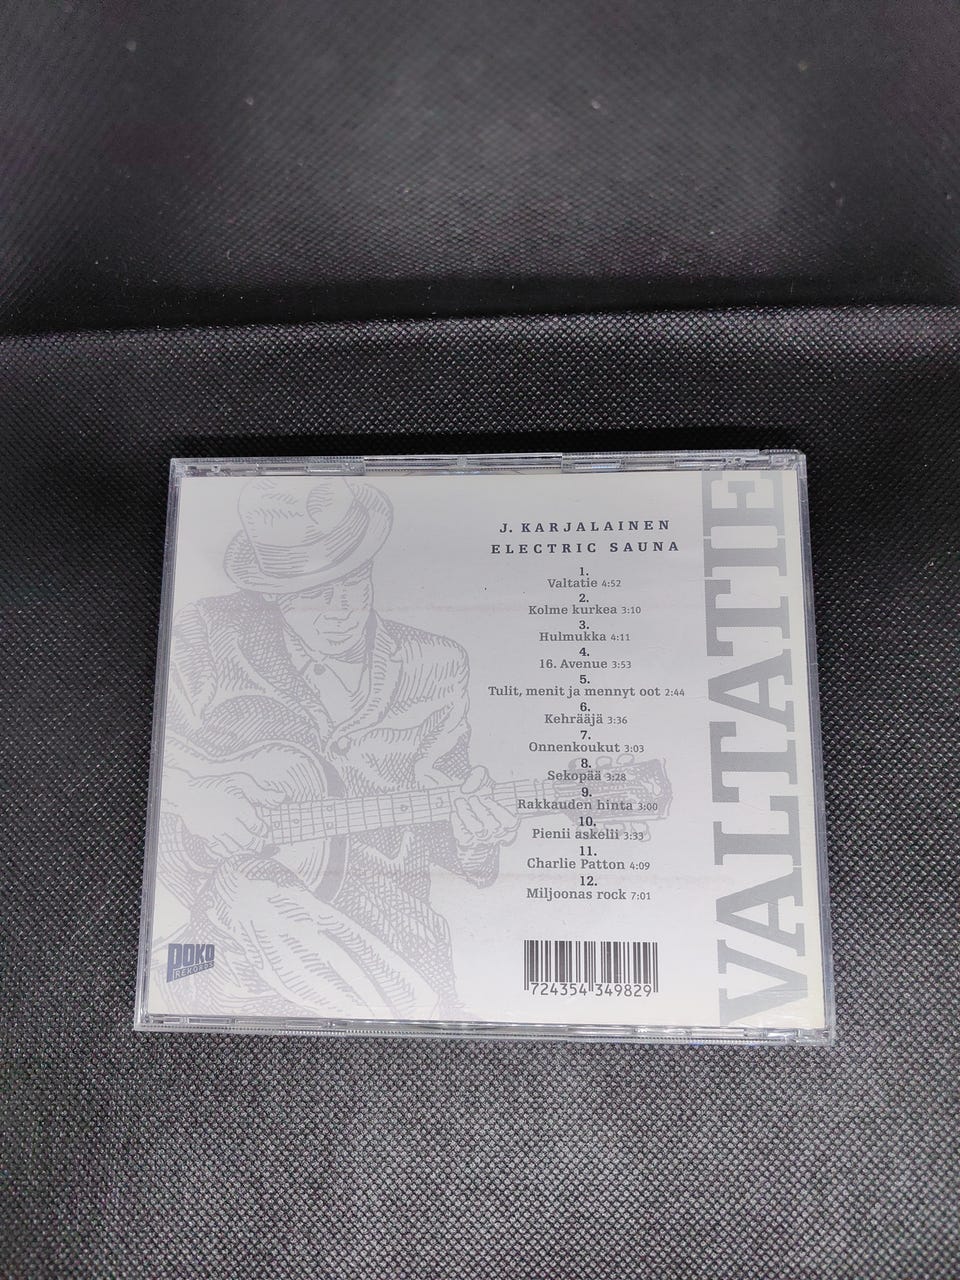 J. KARJALAINEN
ELECTRIC SAUNA
1.
Valtatie 4:52
2.
Kolme kurkea 3:10
3.
Hulmukka 4:11
4.
16. Avenue 3:53
5.
Tulit, menit ja mennyt oot 2:44
6.
Kehrääjä 3:36
7.
Onnenkoukut 3:03
8.
Sekopää 3:28
9.
Rakkauden hinta 3:00
10.
Pienii askelii 3:33
11.
Charlie Patton 4:09
12.
Miljoonas rock 7:01
VALTATIE
POKO
REKORDS
724354 349829